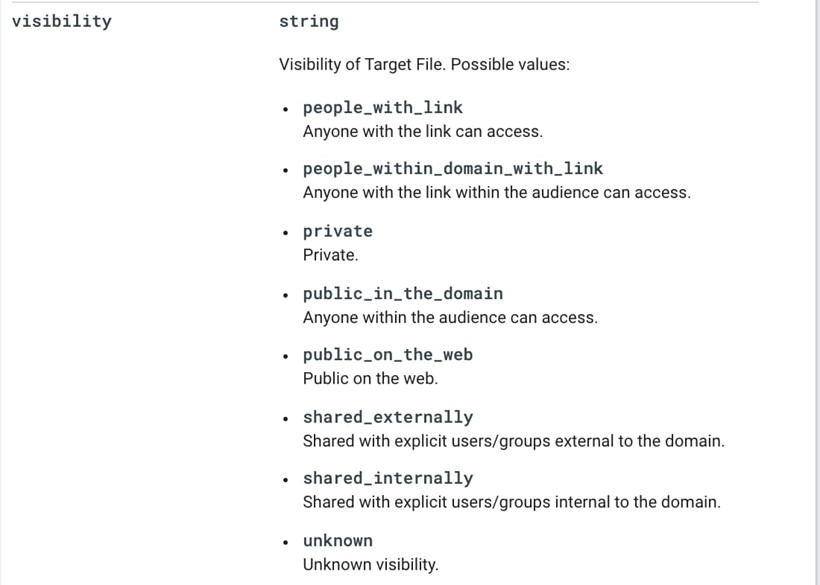 visibility string
Visibility of Target File. Possible values:
• people_with_link
Anyone with the link can access.
• people_within_domain_with_link
Anyone with the link within the audience can access.
• private
Private.
• public_in_the_domain
Anyone within the audience can access.
• public_on_the_web
Public on the web.
• shared_externally
Shared with explicit users/groups external to the domain.
• shared_internally
Shared with explicit users/groups internal to the domain.
• unknown
Unknown visibility.